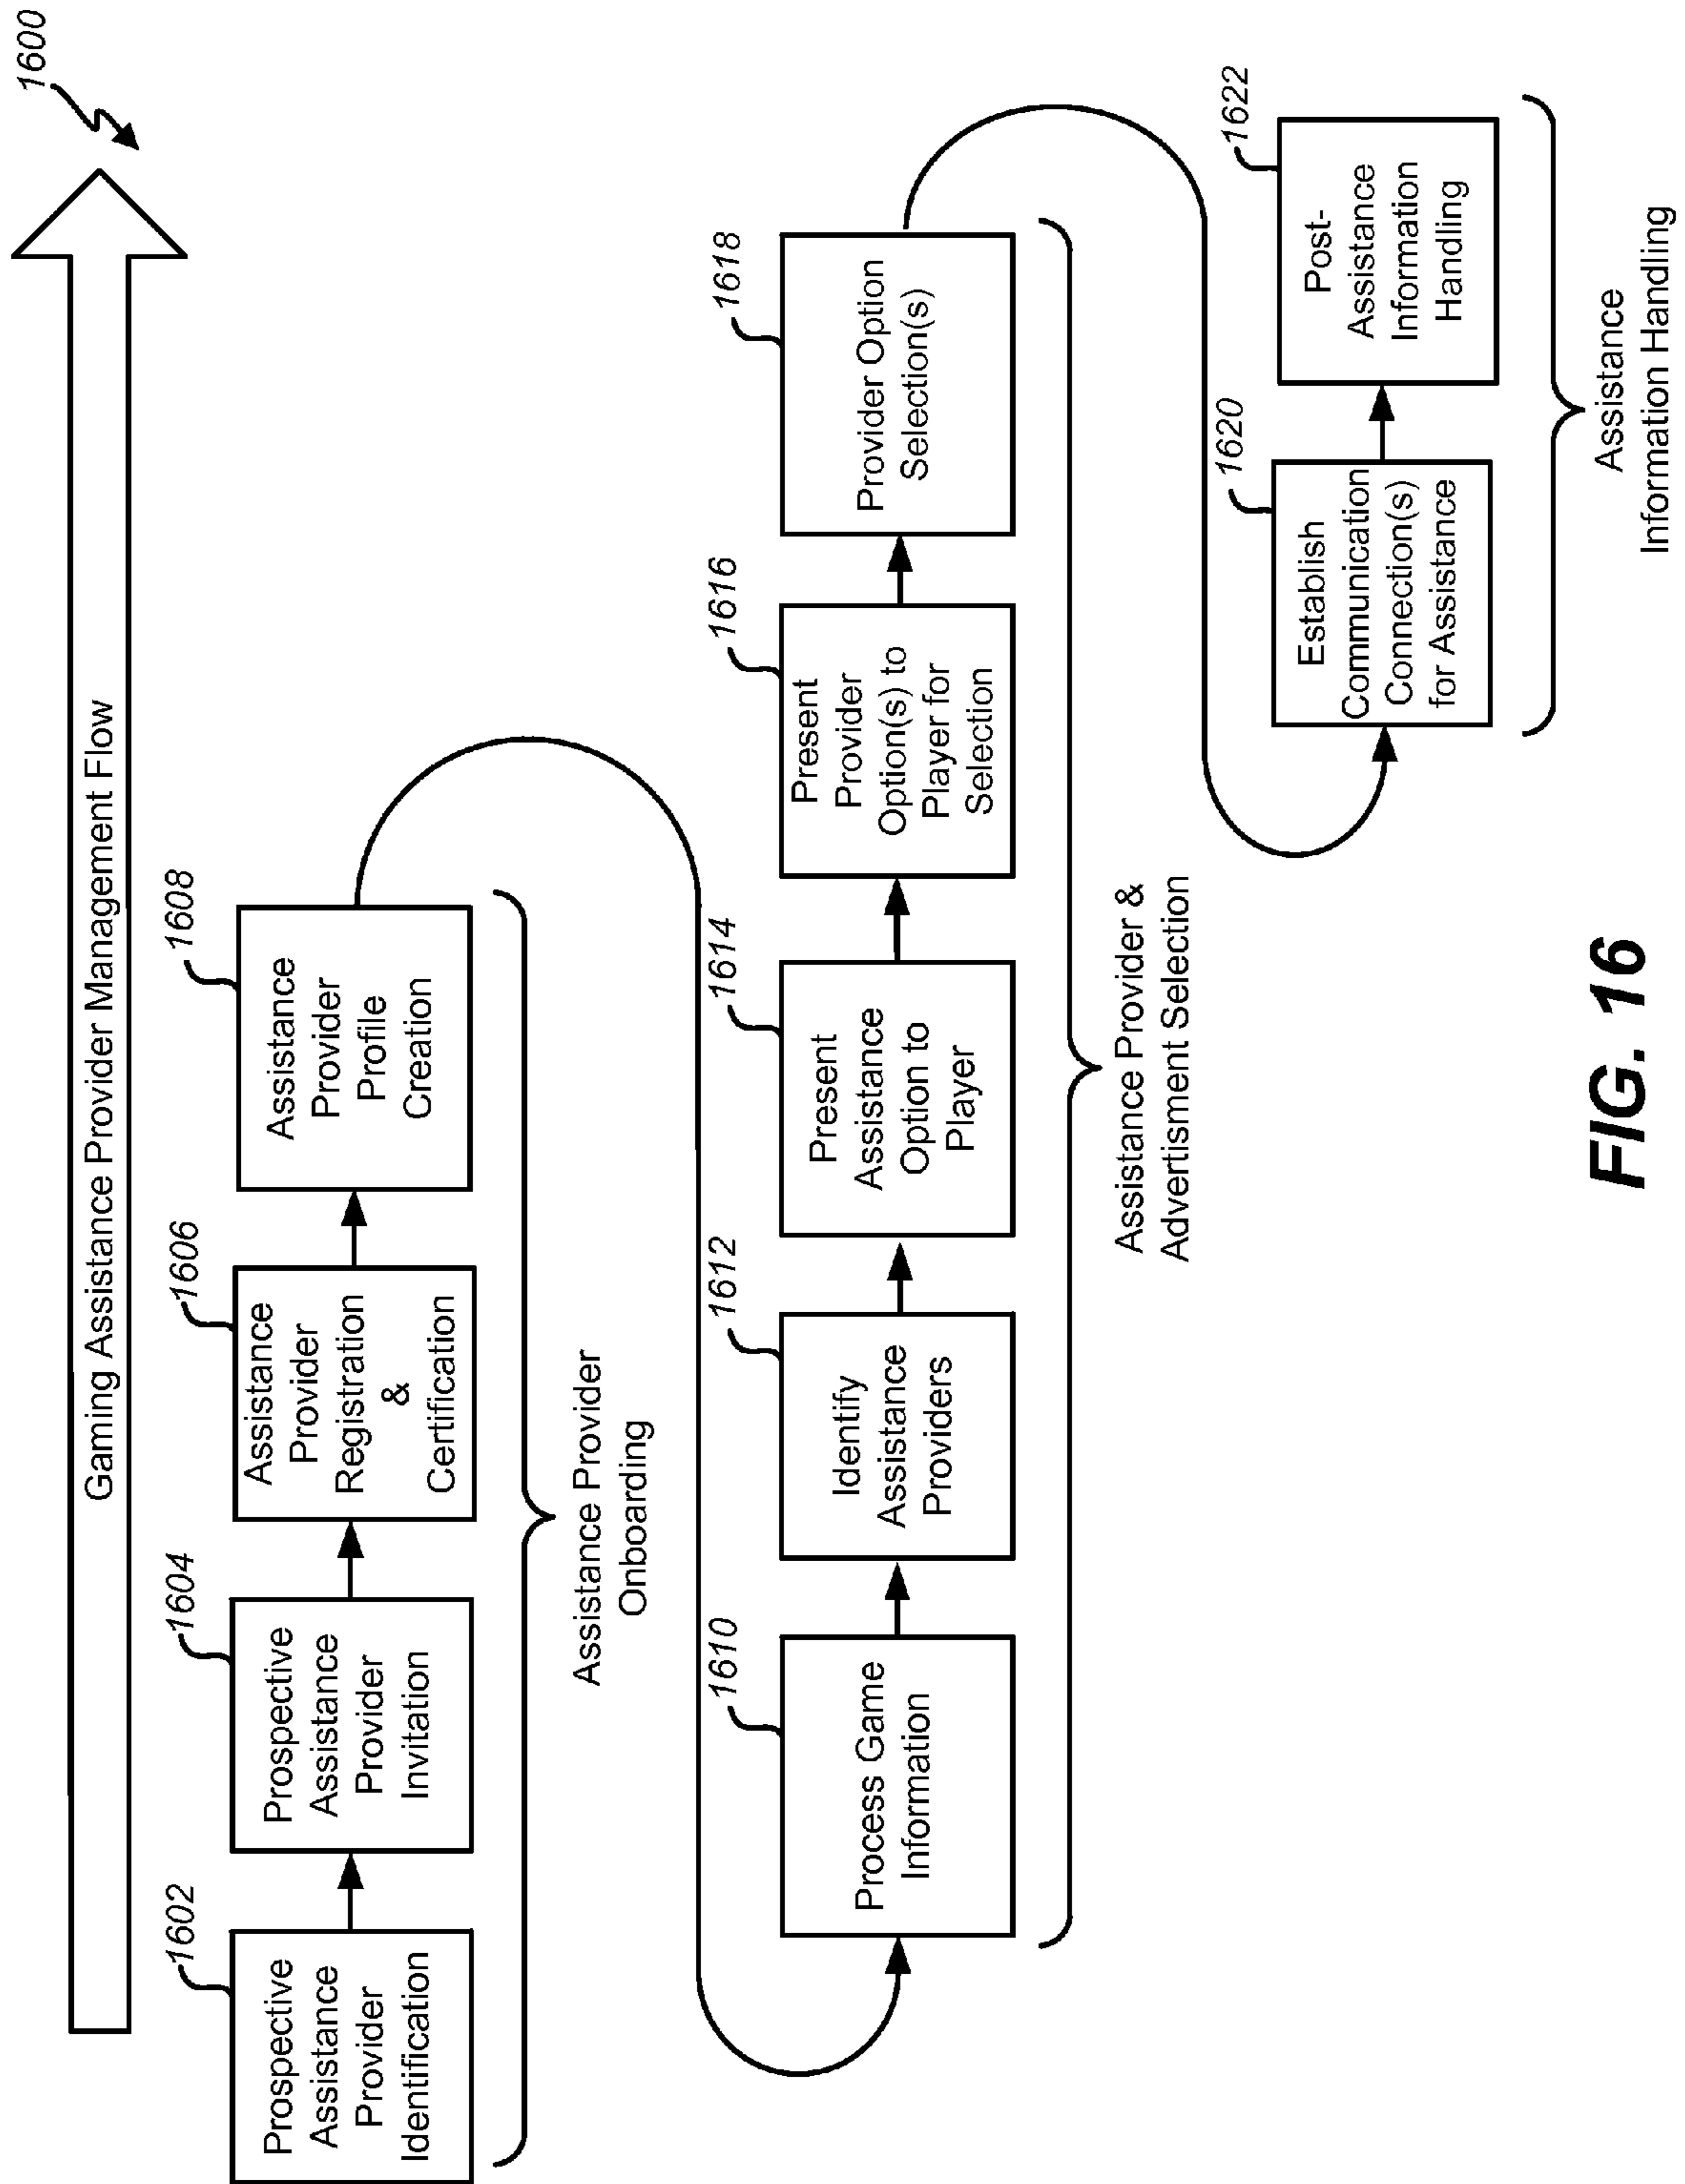 1600
Gaming Assistance Provider Management Flow
1602
Prospective
Assistance
Provider
Identification
1604
Prospective
Assistance
Provider
Invitation
1606
Assistance
Provider
Registration
&
Certification
1608
Assistance
Provider
Profile
Creation
Assistance Provider
Onboarding
1610
Process Game
Information
1612
Identify
Assistance
Providers
1614
Present
Assistance
Option to
Player
1616
Present
Provider
Option(s) to
Player for
Selection
1618
Provider Option
Selection(s)
Assistance Provider &
Advertisment Selection
1620
Establish
Communication
Connection(s)
for Assistance
1622
Post-
Assistance
Information
Handling
Assistance
Information Handling
FIG. 16